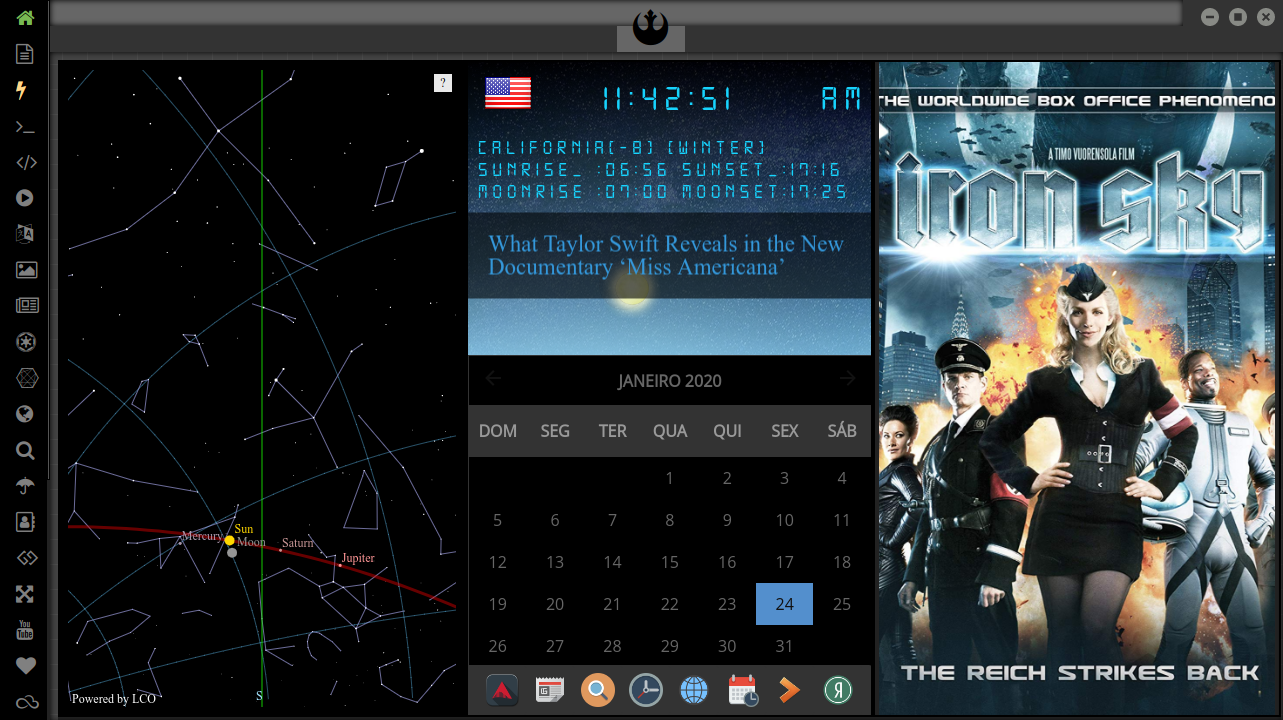 ?
Sun
Mercury
Moon
Saturn
Jupiter
Powered by LCO
S
11:42:51 AM
CALIFORNIA[-8] [WINTER]
SUNRISE_ :06:56 SUNSET_:17:16
MOONRISE :07:00 MOONSET:17:25
What Taylor Swift Reveals in the New
Documentary ‘Miss Americana’
JANEIRO 2020
DOM SEG TER QUA QUI SEX SÁB
1 2 3 4
5 6 7 8 9 10 11
12 13 14 15 16 17 18
19 20 21 22 23 24 25
26 27 28 29 30 31
Я
THE WORLDWIDE BOX OFFICE PHENOMENO
A TIMO VUORENSOLA FILM
iron sky
THE REICH STRIKES BACK
You
Tube